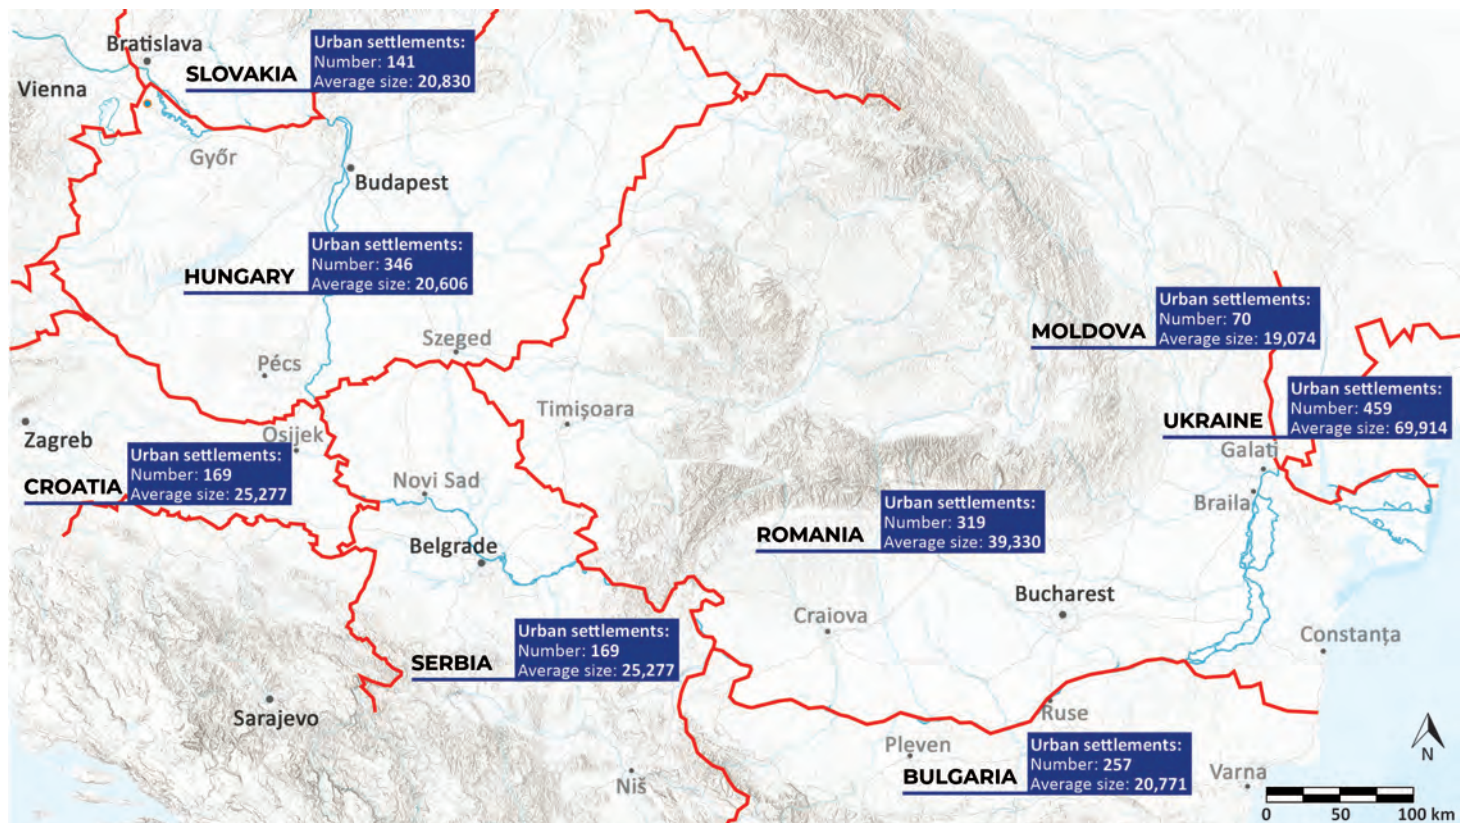 Bratislava
Vienna
SLOVAKIA
Urban settlements:
Number: 141
Average size: 20,830
Győr
Budapest
HUNGARY
Urban settlements:
Number: 346
Average size: 20,606
Szeged
Pécs
MOLDOVA
Urban settlements:
Number: 70
Average size: 19,074
Timișoara
Zagreb
Osijek
UKRAINE
Urban settlements:
Number: 459
Average size: 69,914
CROATIA
Urban settlements:
Number: 169
Average size: 25,277
Novi Sad
Galați
Braila
Belgrade
ROMANIA
Urban settlements:
Number: 319
Average size: 39,330
Bucharest
Craiova
Constanța
SERBIA
Urban settlements:
Number: 169
Average size: 25,277
Sarajevo
Ruse
Pleven
BULGARIA
Urban settlements:
Number: 257
Average size: 20,771
Niš
Varna
N
0 50 100 km